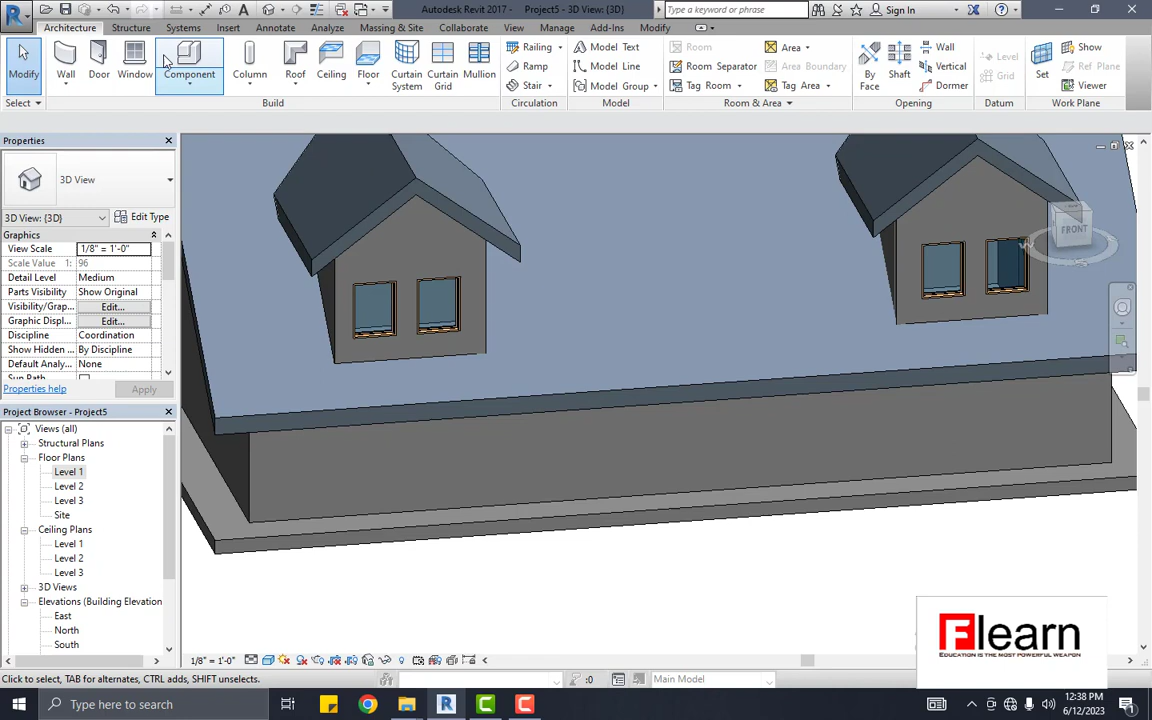 Autodesk Revit 2017 -    Project5 - 3D View: {3D}
Type a keyword or phrase
Sign In
Architecture Structure Systems Insert Annotate Analyze Massing & Site Collaborate View Manage Add-Ins Modify
Modify Wall Door Window Component Column Roof Ceiling Floor Curtain System Curtain Grid Mullion
Railing Ramp Stair
Model Text Model Line Model Group
Room Room Separator Tag Room
Area Area Boundary Tag Area
By Face Shaft Wall Vertical Dormer
Level Grid
Set Show Ref Plane Viewer
Select Build Circulation Model Room & Area Opening Datum Work Plane
Properties
3D View
3D View: {3D} Edit Type
Graphics
View Scale 1/8" = 1'-0"
Scale Value 1: 96
Detail Level Medium
Parts Visibility Show Original
Visibility/Grap... Edit...
Graphic Displ... Edit...
Discipline Coordination
Show Hidden ... By Discipline
Default Analy... None
Sun Path
Properties help Apply
Project Browser - Project5
Views (all)
Structural Plans
Floor Plans
Level 1
Level 2
Level 3
Site
Ceiling Plans
Level 1
Level 2
Level 3
3D Views
Elevations (Building Elevation
East
North
South
FRONT
Flearn
EDUCATION IS THE MOST POWERFUL WEAPON
1/8" = 1'-0"
Click to select, TAB for alternates, CTRL adds, SHIFT unselects.
:0
Main Model
Type here to search
12:38 PM
6/12/2023